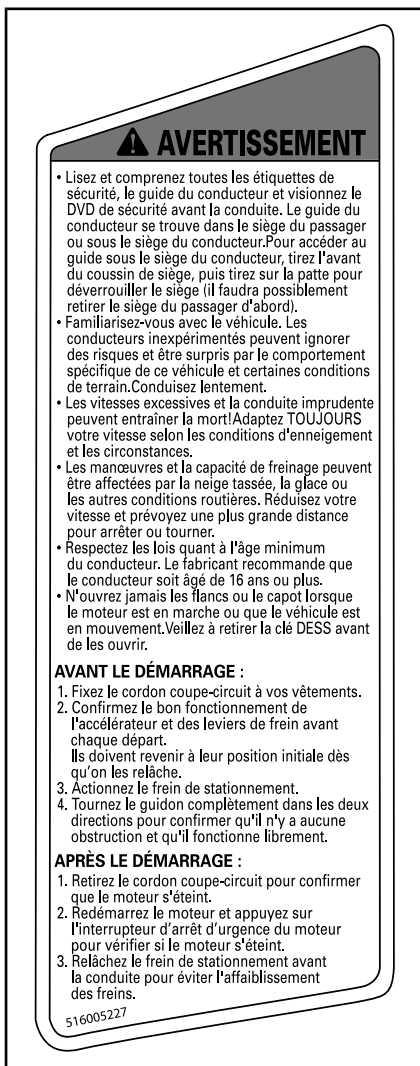 AVERTISSEMENT
• Lisez et comprenez toutes les étiquettes de
sécurité, le guide du conducteur et visionnez le
DVD de sécurité avant la conduite. Le guide du
conducteur se trouve dans le siège du passager
ou sous le siège du conducteur.Pour accéder au
guide sous le siège du conducteur, tirez l'avant
du coussin de siège, puis tirez sur la patte pour
déverrouiller le siège (il faudra possiblement
retirer le siège du passager d'abord).
• Familiarisez-vous avec le véhicule. Les
conducteurs inexpérimentés peuvent ignorer
des risques et être surpris par le comportement
spécifique de ce véhicule et certaines conditions
de terrain.Conduisez lentement.
• Les vitesses excessives et la conduite imprudente
peuvent entraîner la mort!Adaptez TOUJOURS
votre vitesse selon les conditions d'enneigement
et les circonstances.
• Les manœuvres et la capacité de freinage peuvent
être affectées par la neige tassée, la glace ou
les autres conditions routières. Réduisez votre
vitesse et prévoyez une plus grande distance
pour arrêter ou tourner.
• Respectez les lois quant à l'âge minimum
du conducteur. Le fabricant recommande que
le conducteur soit âgé de 16 ans ou plus.
• N'ouvrez jamais les flancs ou le capot lorsque
le moteur est en marche ou que le véhicule est
en mouvement.Veillez à retirer la clé DESS avant
de les ouvrir.
AVANT LE DÉMARRAGE :
1. Fixez le cordon coupe-circuit à vos vêtements.
2. Confirmez le bon fonctionnement de
l'accélérateur et des leviers de frein avant
chaque départ.
Ils doivent revenir à leur position initiale dès
qu'on les relâche.
3. Actionnez le frein de stationnement.
4. Tournez le guidon complètement dans les deux
directions pour confirmer qu'il n'y a aucune
obstruction et qu'il fonctionne librement.
APRÈS LE DÉMARRAGE :
1. Retirez le cordon coupe-circuit pour confirmer
que le moteur s'éteint.
2. Redémarrez le moteur et appuyez sur
l'interrupteur d'arrêt d'urgence du moteur
pour vérifier si le moteur s'éteint.
3. Relâchez le frein de stationnement avant
la conduite pour éviter l'affaiblissement
des freins.
516005227